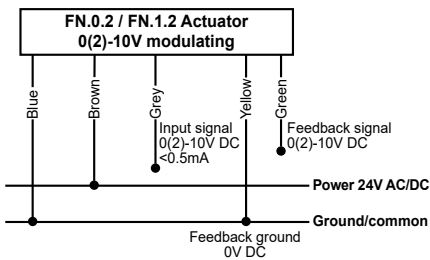 FN.0.2 / FN.1.2 Actuator
0(2)-10V modulating
Blue
Brown
Grey
Yellow
Green
Input signal
0(2)-10V DC
<0.5mA
Feedback signal
0(2)-10V DC
Power 24V AC/DC
Ground/common
Feedback ground
0V DC